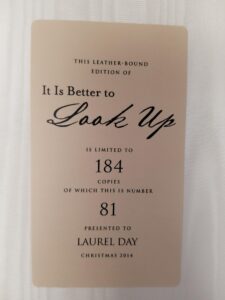 THIS LEATHER-BOUND
EDITION OF
It Is Better to
Look Up
IS LIMITED TO
184
COPIES
OF WHICH THIS IS NUMBER
81
PRESENTED TO
LAUREL DAY
CHRISTMAS 2014